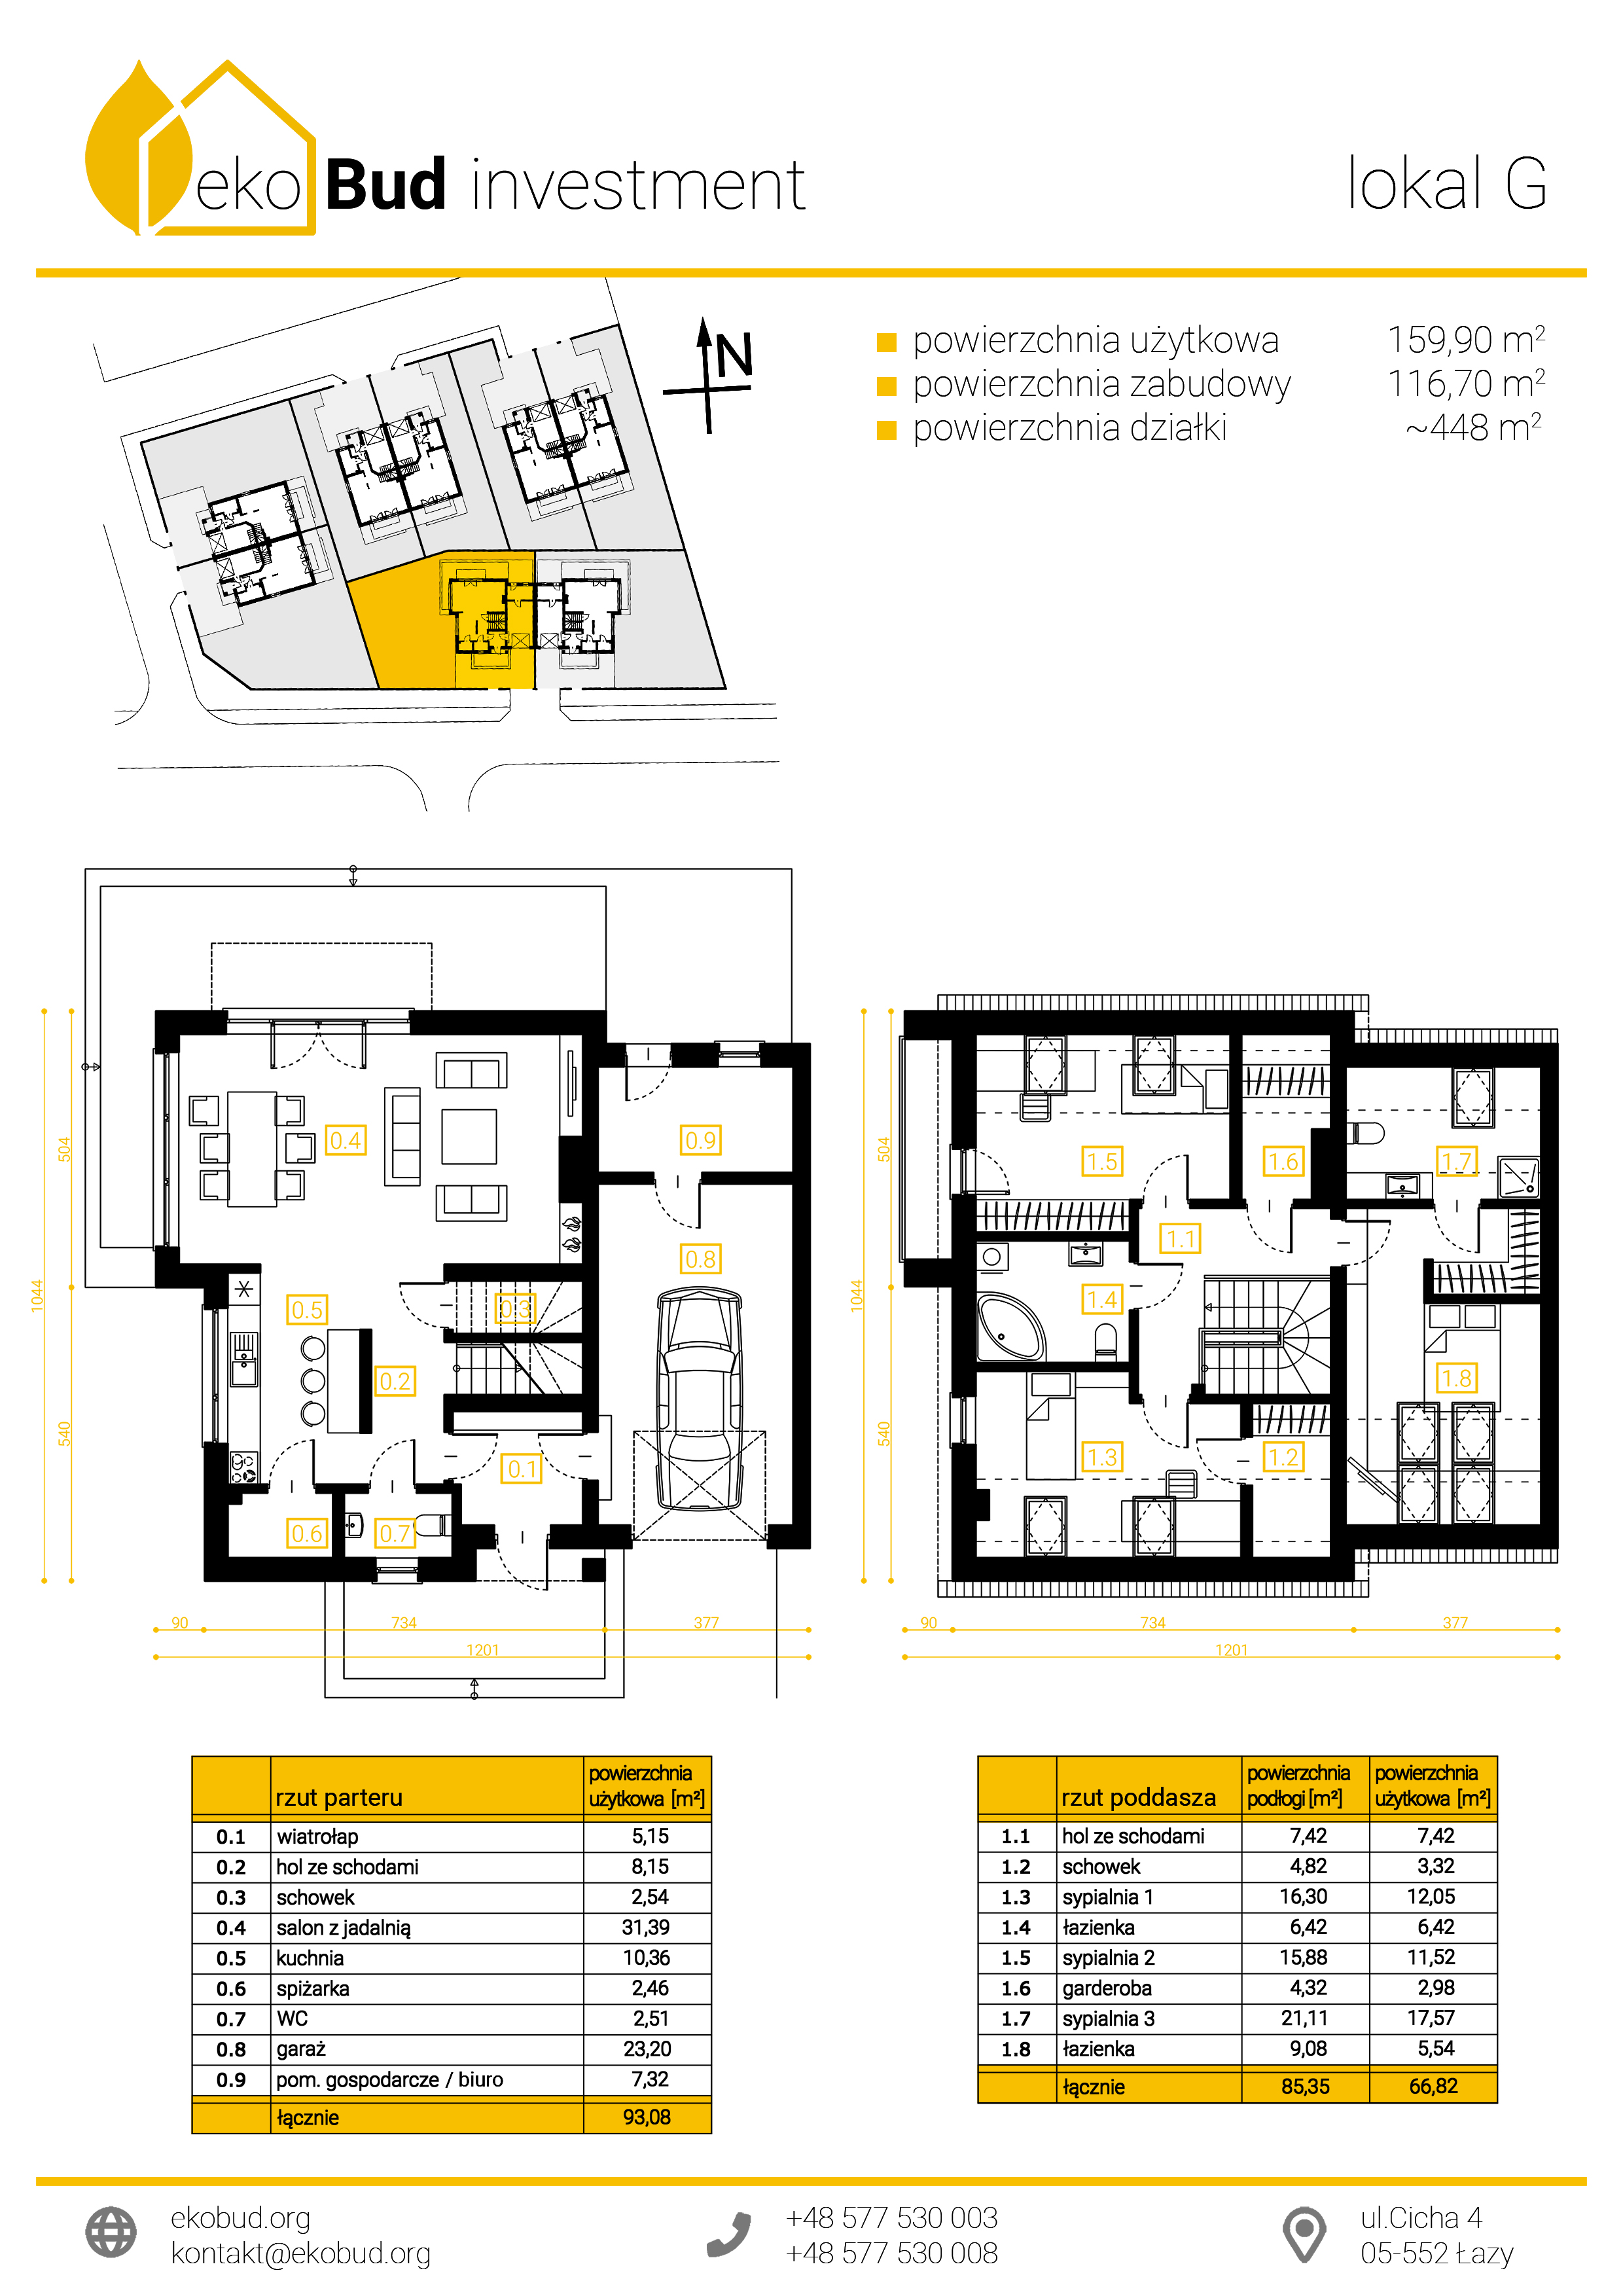 eko Bud investment
lokal G
N
powierzchnia użytkowa 159,90 m²
powierzchnia zabudowy 116,70 m²
powierzchnia działki ~448 m²
0.4
0.9
0.8
0.5
0.3
0.2
0.1
0.6
0.7
504
1044
540
90
734
377
1201
1.5
1.6
1.7
1.1
1.4
1.8
1.3
1.2
504
1044
540
90
734
377
1201
rzut parteru powierzchnia użytkowa [m²]
0.1 wiatrołap 5,15
0.2 hol ze schodami 8,15
0.3 schowek 2,54
0.4 salon z jadalnią 31,39
0.5 kuchnia 10,36
0.6 spiżarka 2,46
0.7 WC 2,51
0.8 garaż 23,20
0.9 pom. gospodarcze / biuro 7,32
łącznie 93,08
rzut poddasza powierzchnia podłogi [m²] powierzchnia użytkowa [m²]
1.1 hol ze schodami 7,42 7,42
1.2 schowek 4,82 3,32
1.3 sypialnia 1 16,30 12,05
1.4 łazienka 6,42 6,42
1.5 sypialnia 2 15,88 11,52
1.6 garderoba 4,32 2,98
1.7 sypialnia 3 21,11 17,57
1.8 łazienka 9,08 5,54
łącznie 85,35 66,82
ekobud.org
kontakt@ekobud.org
+48 577 530 003
+48 577 530 008
ul.Cicha 4
05-552 Łazy